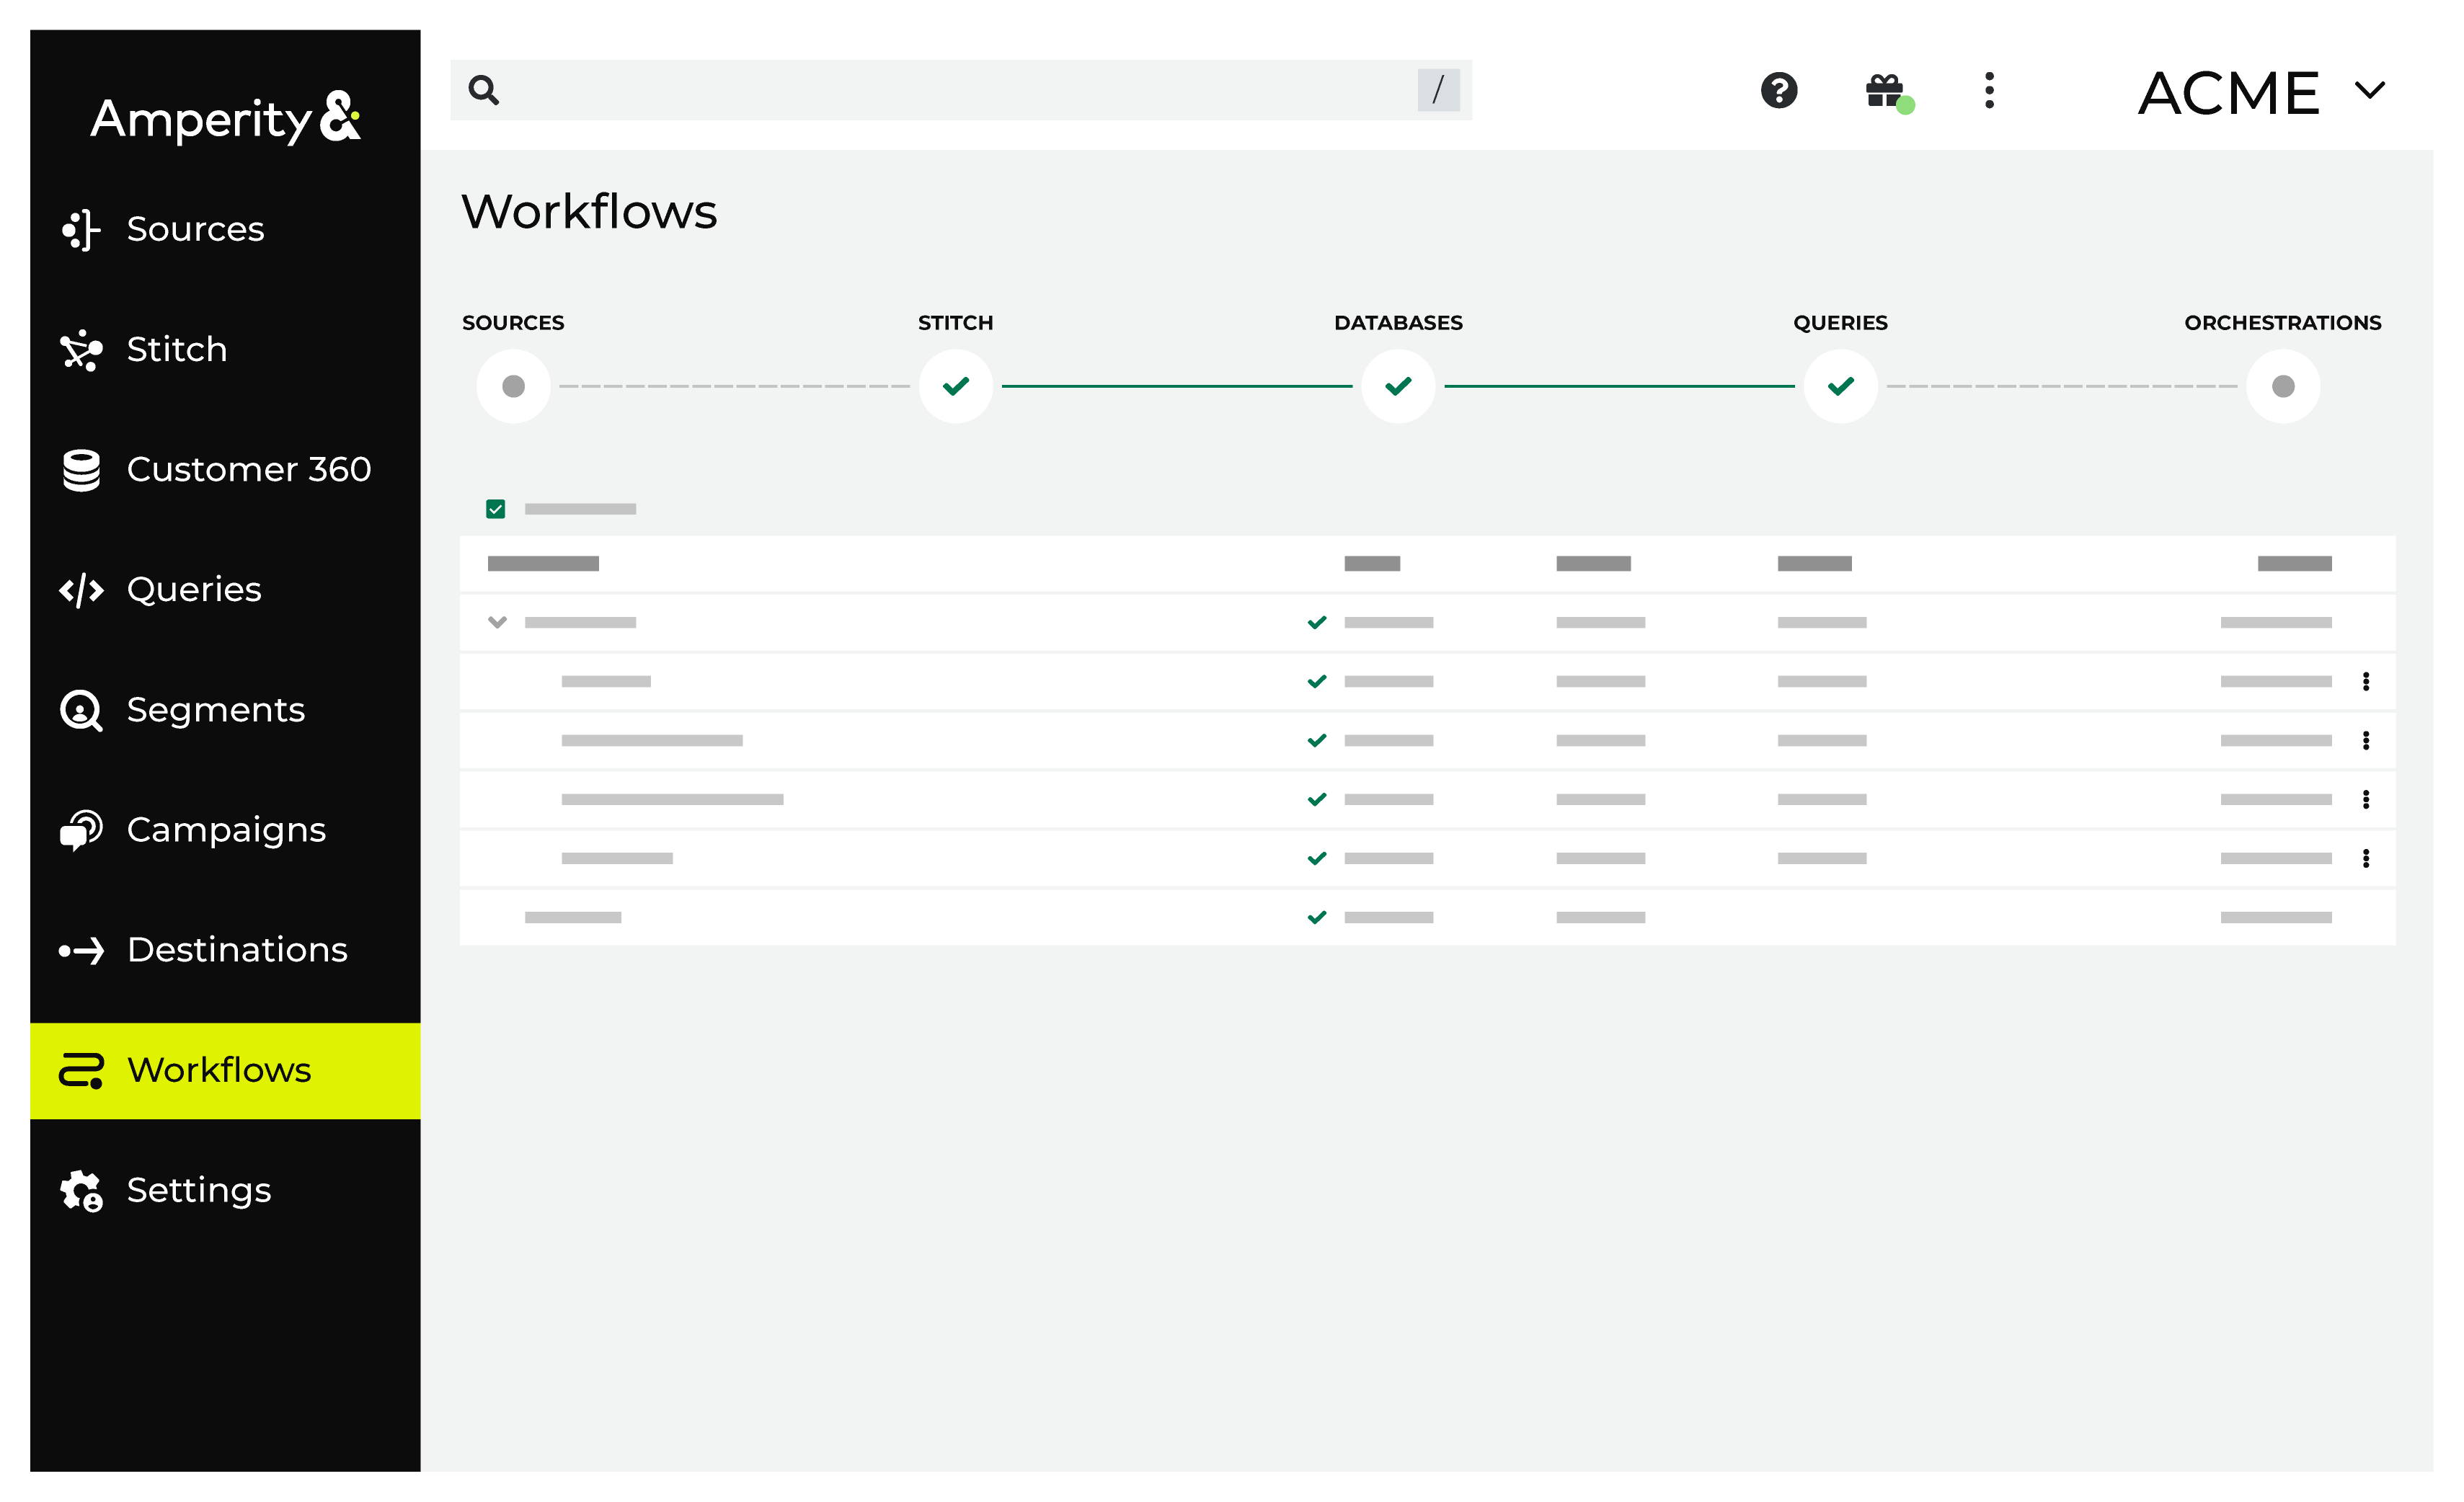 Amperity&
/
ACME
Sources
Stitch
Customer 360
Queries
Segments
Campaigns
Destinations
Workflows
Settings
Workflows
SOURCES
STITCH
DATABASES
QUERIES
ORCHESTRATIONS